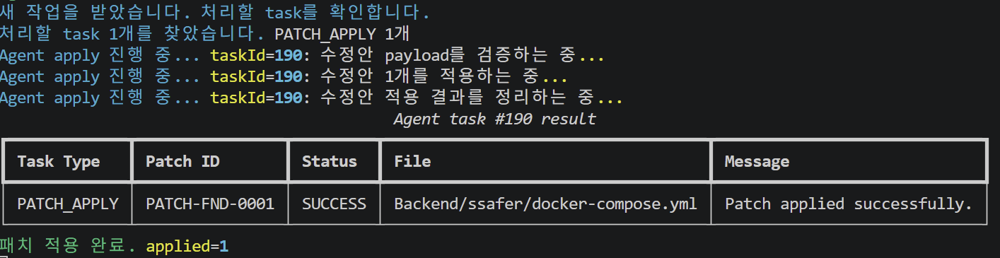 새 작업을 받았습니다. 처리할 task를 확인합니다.
처리할 task 1개를 찾았습니다. PATCH_APPLY 1개
Agent apply 진행 중... taskId=190: 수정안 payload를 검증하는 중...
Agent apply 진행 중... taskId=190: 수정안 1개를 적용하는 중...
Agent apply 진행 중... taskId=190: 수정안 적용 결과를 정리하는 중...
Agent task #190 result
Task Type Patch ID Status File Message
PATCH_APPLY PATCH-FND-0001 SUCCESS Backend/ssafer/docker-compose.yml Patch applied successfully.
패치 적용 완료. applied=1